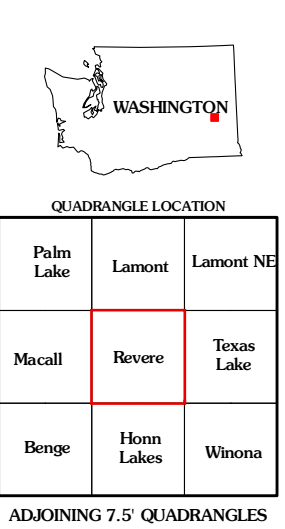 WASHINGTON
QUADRANGLE LOCATION
Palm
Lake
Lamont
Lamont NE
Macall
Revere
Texas
Lake
Benge
Honn
Lakes
Winona
ADJOINING 7.5' QUADRANGLES